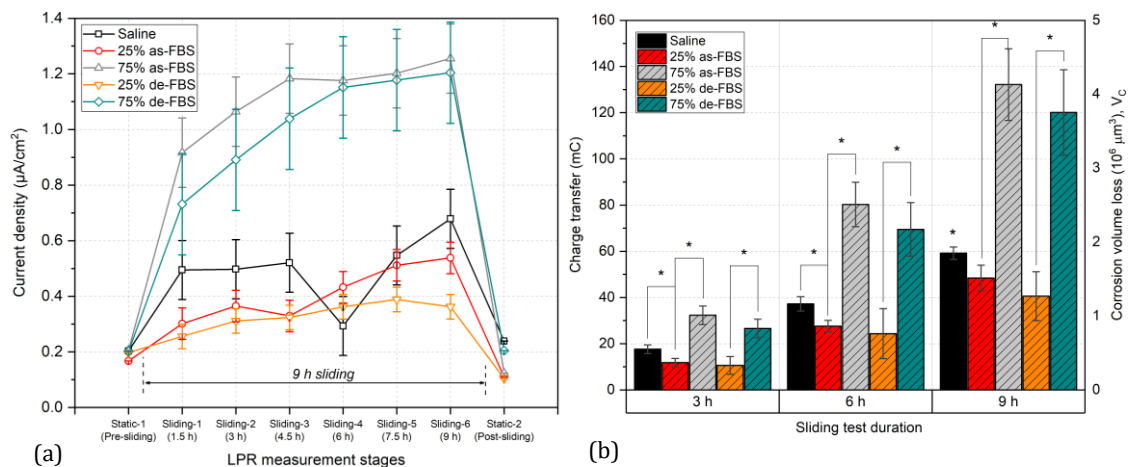 Saline
25% as-FBS
75% as-FBS
25% de-FBS
75% de-FBS
1.4
1.2
1.0
0.8
0.6
0.4
0.2
0.0
Current density (µA/cm²)
9 h sliding
Static-1
(Pre-sliding)
Sliding-1
(1.5 h)
Sliding-2
(3 h)
Sliding-3
(4.5 h)
Sliding-4
(6 h)
Sliding-5
(7.5 h)
Sliding-6
(9 h)
Static-2
(Post-sliding)
(a)
LPR measurement stages
Saline
25% as-FBS
75% as-FBS
25% de-FBS
75% de-FBS
160
140
120
100
80
60
40
20
0
Charge transfer (mC)
*
*
*
*
*
*
*
*
*
5
4
3
2
1
0
Corrosion volume loss (10⁶ µm³), V_C
3 h
6 h
9 h
(b)
Sliding test duration